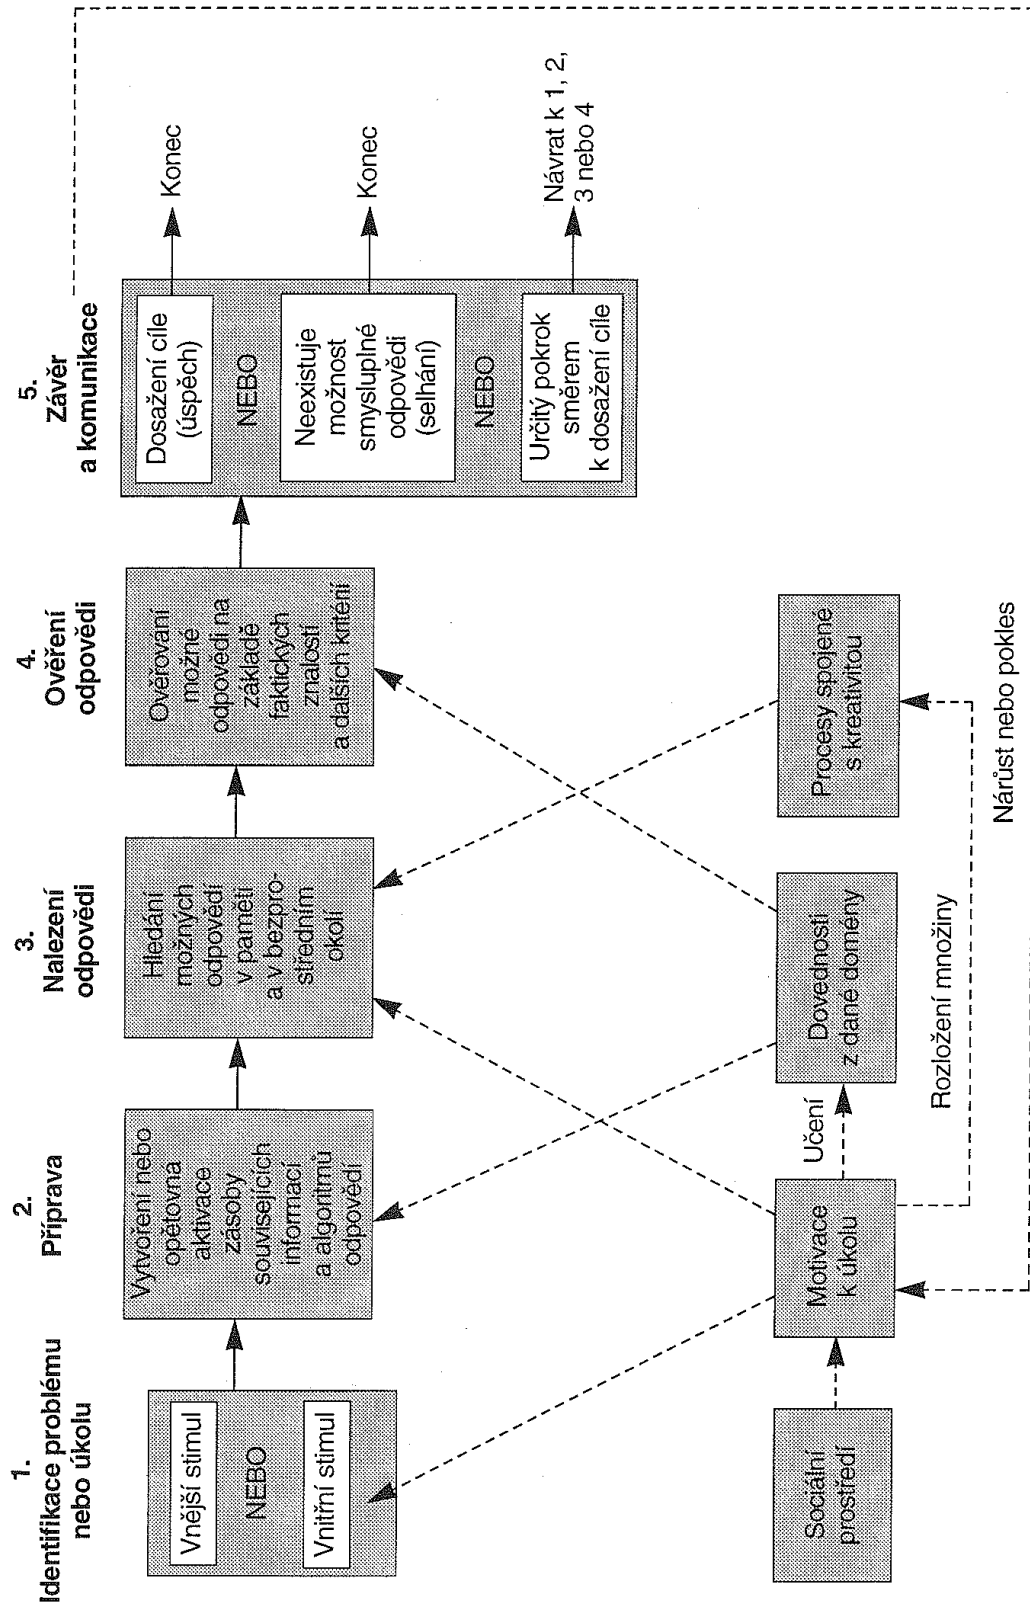 1.
Identifikace problému
nebo úkolu
Vnější stimul
NEBO
Vnitřní stimul
2.
Příprava
Vytvoření nebo
opětovná
aktivace
zásoby
souvisejících
informací
a algoritmů
odpovědí
3.
Nalezení
odpovědi
Hledání
možných
odpovědí
v paměti
a v bezpro-
středním
okolí
4.
Ověření
odpovědi
Ověřování
možné
odpovědi na
základě
faktických
znalostí
a dalších kritérií
5.
Závěr
a komunikace
Dosažení cíle
(úspěch)
NEBO
Neexistuje
možnost
smysluplné
odpovědi
(selhání)
NEBO
Určitý pokrok
směrem
k dosažení cíle
Konec
Konec
Návrat k 1, 2,
3 nebo 4
Sociální
prostředí
Motivace
k úkolu
Učení
Dovednosti
z dané domény
Procesy spojené
s kreativitou
Rozložení množiny
Nárůst nebo pokles